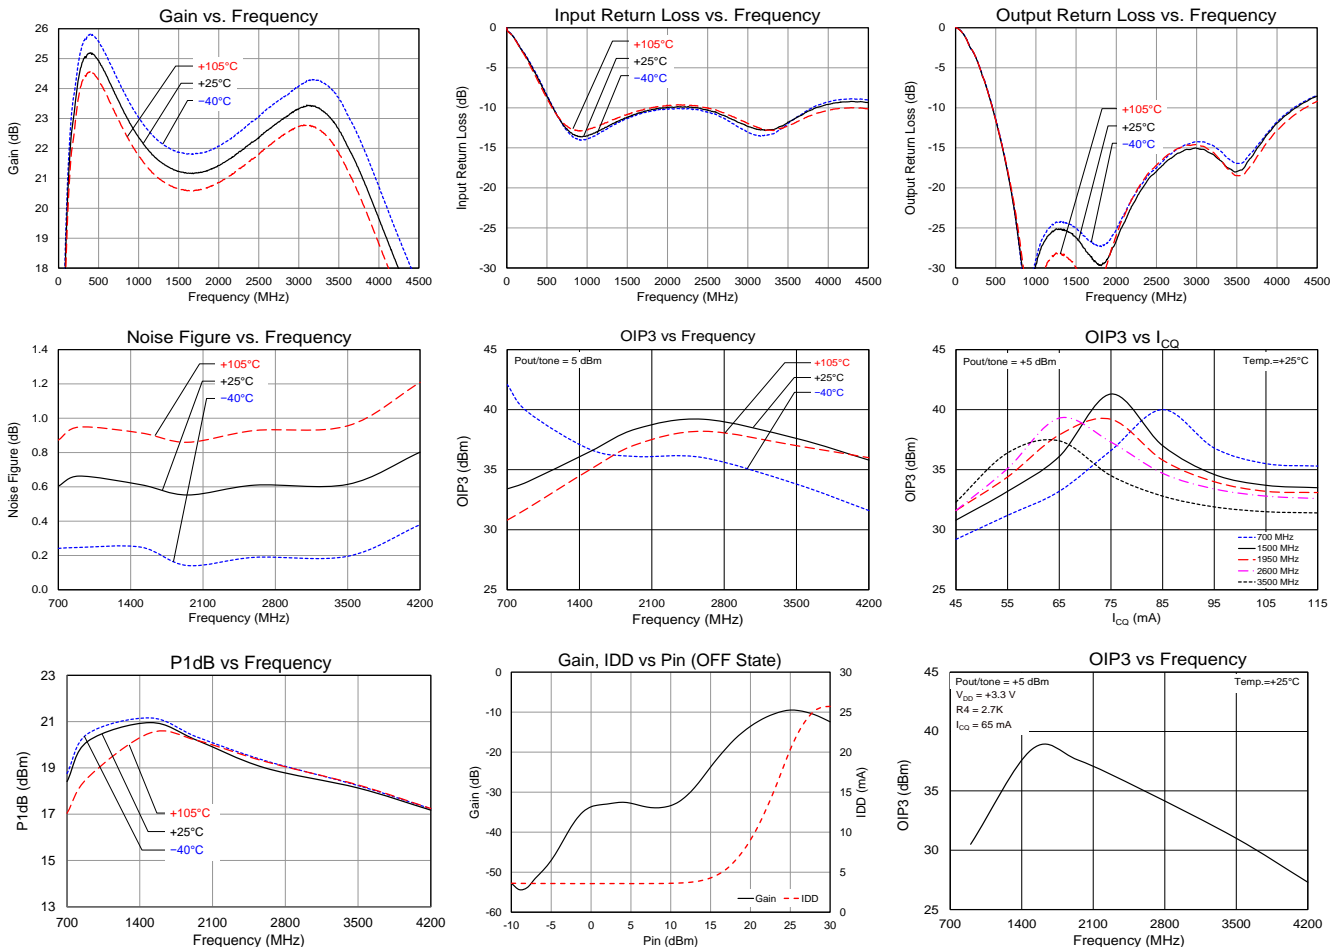 Gain vs. Frequency
26
25
24
23
22
21
20
19
18
0 500 1000 1500 2000 2500 3000 3500 4000 4500
Gain (dB)
Frequency (MHz)
+105°C
+25°C
−40°C
Input Return Loss vs. Frequency
0
-5
-10
-15
-20
-25
-30
0 500 1000 1500 2000 2500 3000 3500 4000 4500
Input Return Loss (dB)
Frequency (MHz)
+105°C
+25°C
−40°C
Output Return Loss vs. Frequency
0
-5
-10
-15
-20
-25
-30
0 500 1000 1500 2000 2500 3000 3500 4000 4500
Output Return Loss (dB)
Frequency (MHz)
+105°C
+25°C
−40°C
Noise Figure vs. Frequency
1.4
1.2
1.0
0.8
0.6
0.4
0.2
0.0
700 1400 2100 2800 3500 4200
Noise Figure (dB)
Frequency (MHz)
+105°C
+25°C
−40°C
OIP3 vs Frequency
Pout/tone = 5 dBm
45
40
35
30
25
700 1400 2100 2800 3500 4200
OIP3 (dBm)
Frequency (MHz)
+105°C
+25°C
−40°C
OIP3 vs ICQ
Pout/tone = +5 dBm
Temp.=+25°C
45
40
35
30
25
45 55 65 75 85 95 105 115
OIP3 (dBm)
ICQ (mA)
700 MHz
1500 MHz
1950 MHz
2600 MHz
3500 MHz
P1dB vs Frequency
23
21
19
17
15
13
700 1400 2100 2800 3500 4200
P1dB (dBm)
Frequency (MHz)
+105°C
+25°C
−40°C
Gain, IDD vs Pin (OFF State)
0
-10
-20
-30
-40
-50
-60
30
25
20
15
10
5
0
-10 -5 0 5 10 15 20 25 30
Gain (dB)
IDD (mA)
Pin (dBm)
Gain IDD
OIP3 vs Frequency
Pout/tone = +5 dBm
VDD = +3.3 V
R4 = 2.7K
ICQ = 65 mA
Temp.=+25°C
45
40
35
30
25
700 1400 2100 2800 3500 4200
OIP3 (dBm)
Frequency (MHz)